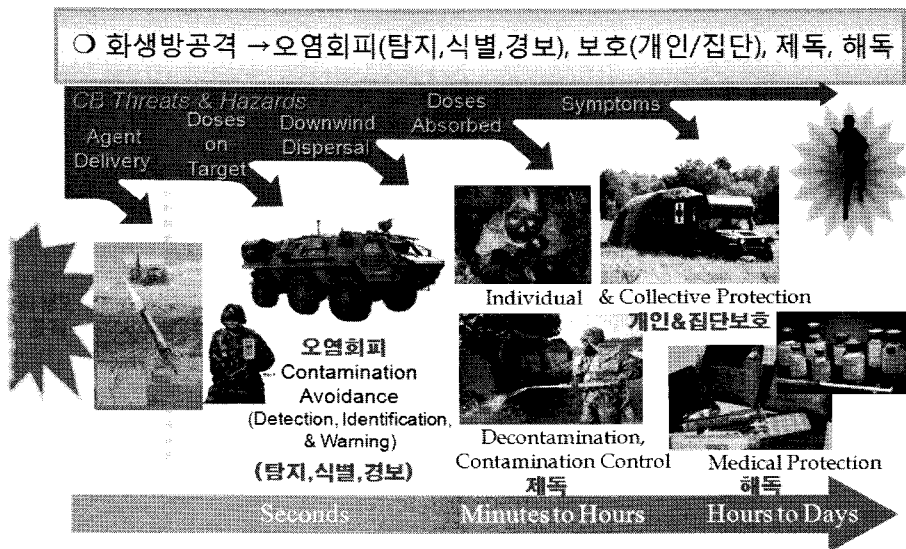 ❍ 화생방공격 →오염회피(탐지,식별,경보), 보호(개인/집단), 제독, 해독
CB Threats & Hazards
Agent
Delivery
Doses
on
Target
Downwind
Dispersal
Doses
Absorbed
Symptoms
Individual & Collective Protection
개인&집단보호
오염회피
Contamination
Avoidance
(Detection, Identification,
& Warning)
(탐지,식별,경보)
Decontamination,
Contamination Control
제독
Medical Protection
해독
Seconds
Minutes to Hours
Hours to Days